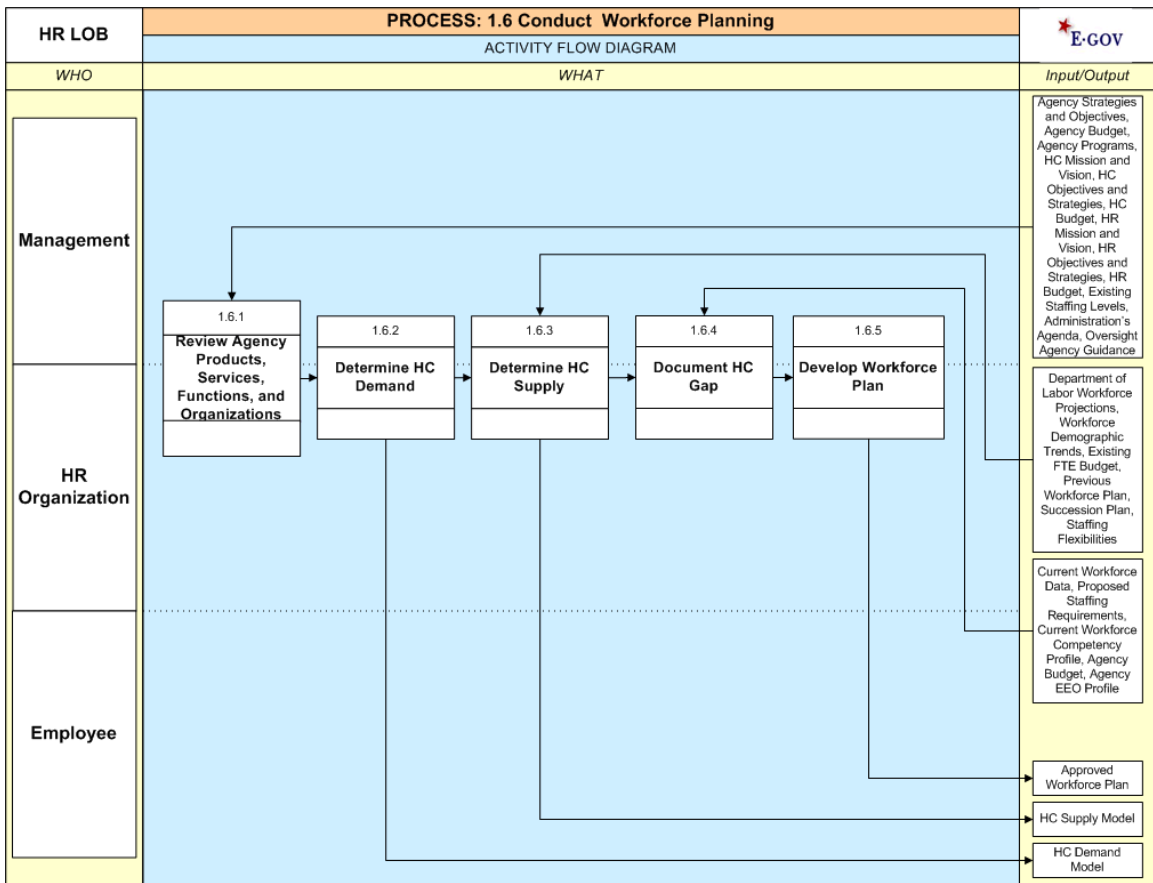 HR LOB
PROCESS: 1.6 Conduct  Workforce Planning
ACTIVITY FLOW DIAGRAM
E-GOV
WHO
WHAT
Input/Output
Management
HR
Organization
Employee
1.6.1
Review Agency
Products,
Services,
Functions, and
Organizations
1.6.2
Determine HC
Demand
1.6.3
Determine HC
Supply
1.6.4
Document HC
Gap
1.6.5
Develop Workforce
Plan
Agency Strategies
and Objectives,
Agency Budget,
Agency Programs,
HC Mission and
Vision, HC
Objectives and
Strategies, HC
Budget, HR
Mission and
Vision, HR
Objectives and
Strategies, HR
Budget, Existing
Staffing Levels,
Administration's
Agenda, Oversight
Agency Guidance
Department of
Labor Workforce
Projections,
Workforce
Demographic
Trends, Existing
FTE Budget,
Previous
Workforce Plan,
Succession Plan,
Staffing
Flexibilities
Current Workforce
Data, Proposed
Staffing
Requirements,
Current Workforce
Competency
Profile, Agency
Budget, Agency
EEO Profile
Approved
Workforce Plan
HC Supply Model
HC Demand
Model